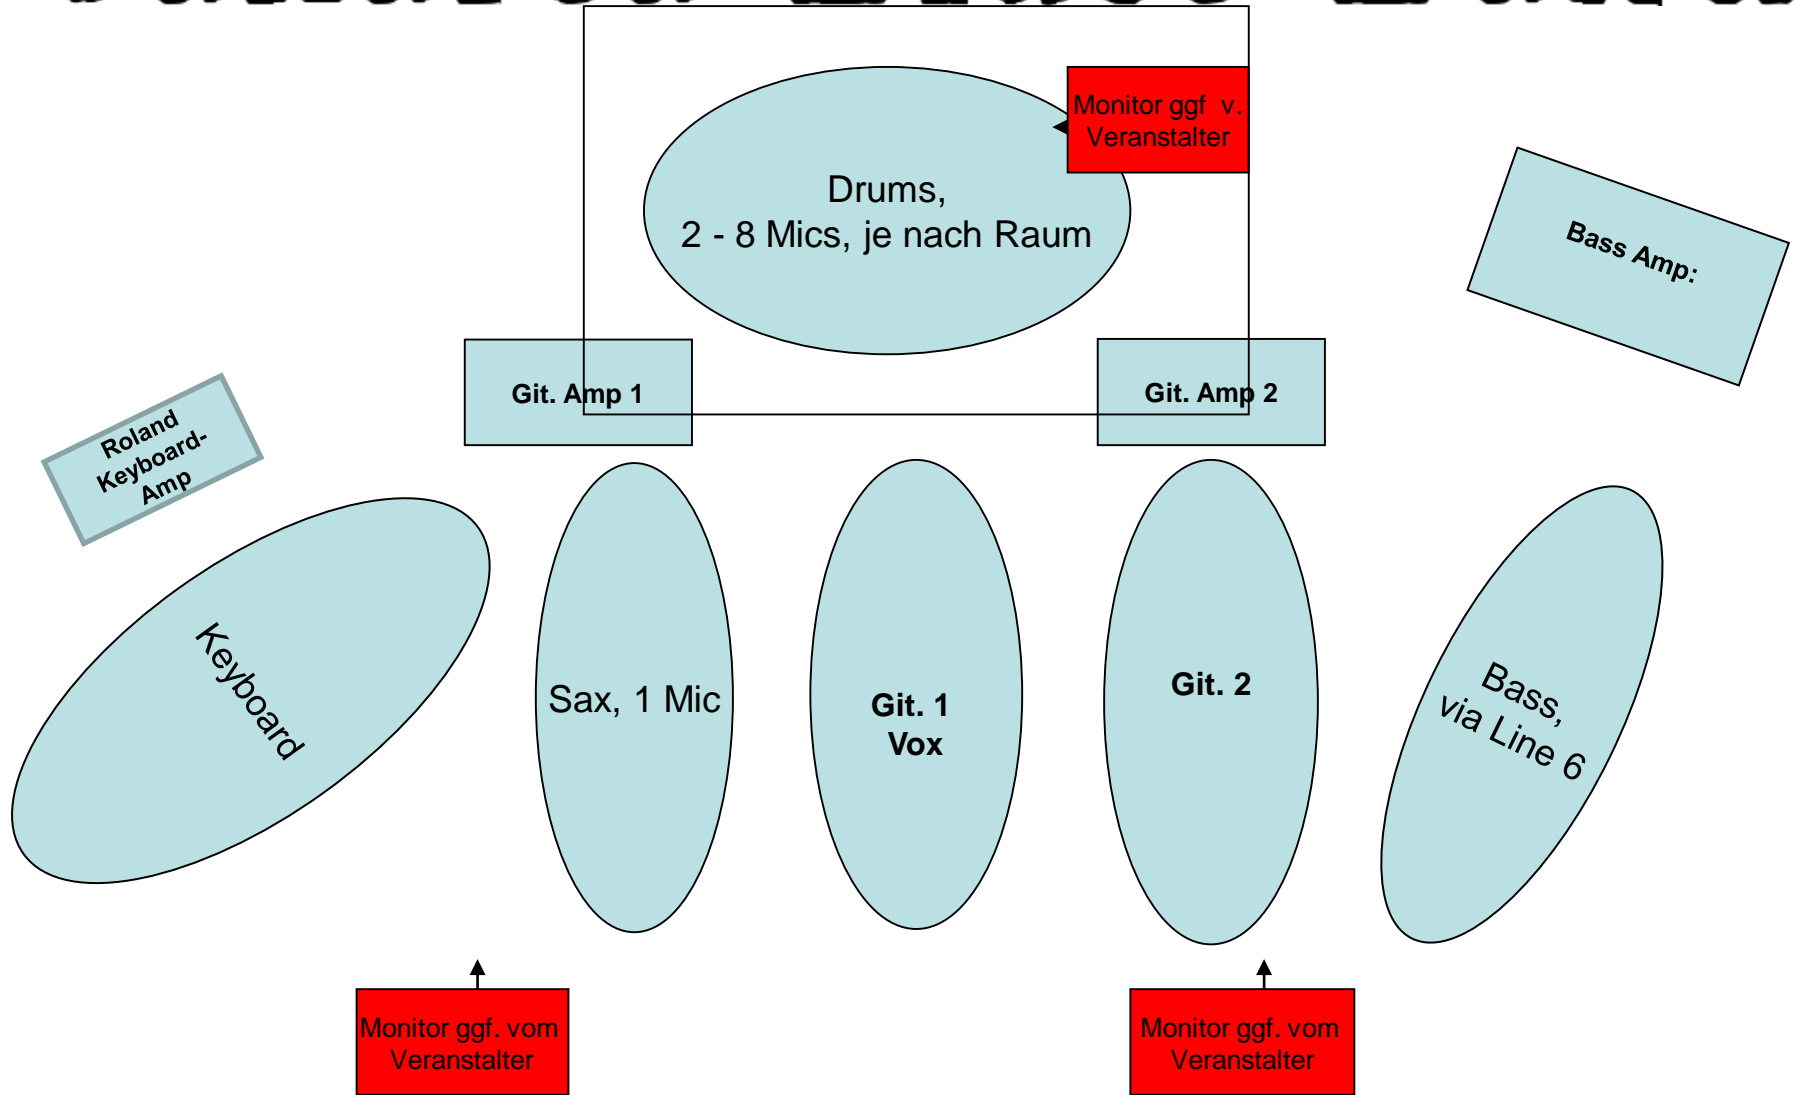 Monitor ggf v.
Veranstalter
Drums,
2 - 8 Mics, je nach Raum
Bass Amp:
Git. Amp 1
Git. Amp 2
Roland
Keyboard-
Amp
Keyboard
Sax, 1 Mic
Git. 1
Vox
Git. 2
Bass,
via Line 6
Monitor ggf. vom
Veranstalter
Monitor ggf. vom
Veranstalter